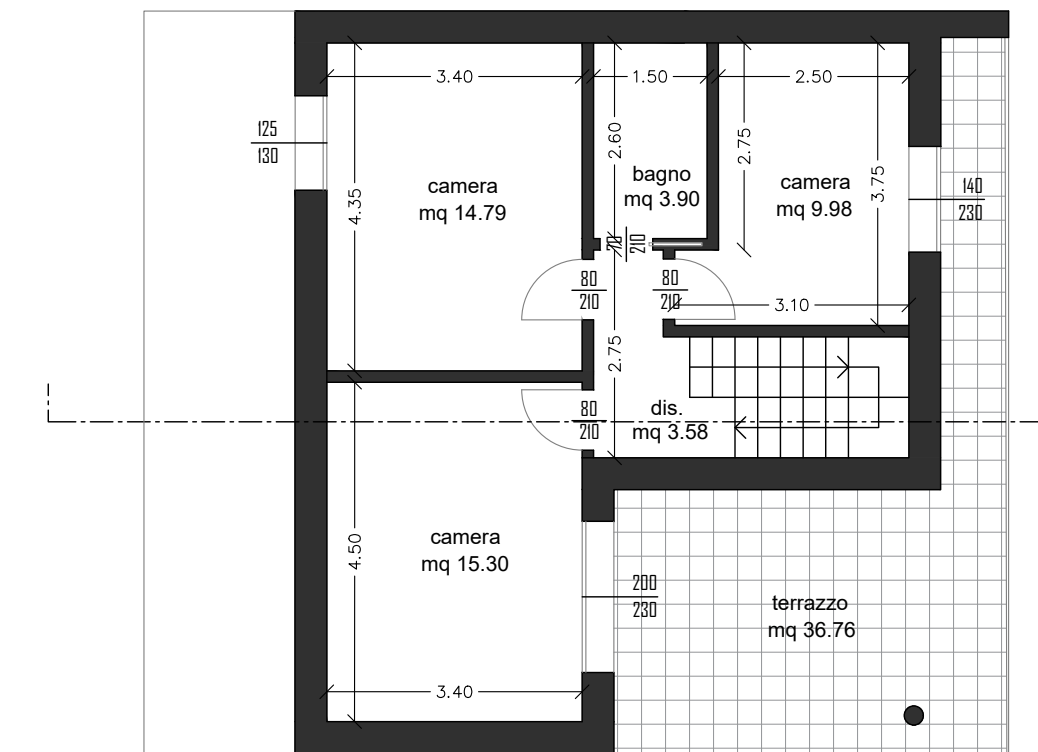 3.40
1.50
2.50
125
130
2.60
2.75
3.75
4.35
camera
mq 14.79
bagno
mq 3.90
camera
mq 9.98
140
230
70
210
80
210
80
210
3.10
2.75
80
210
dis.
mq 3.58
4.50
camera
mq 15.30
200
230
terrazzo
mq 36.76
3.40